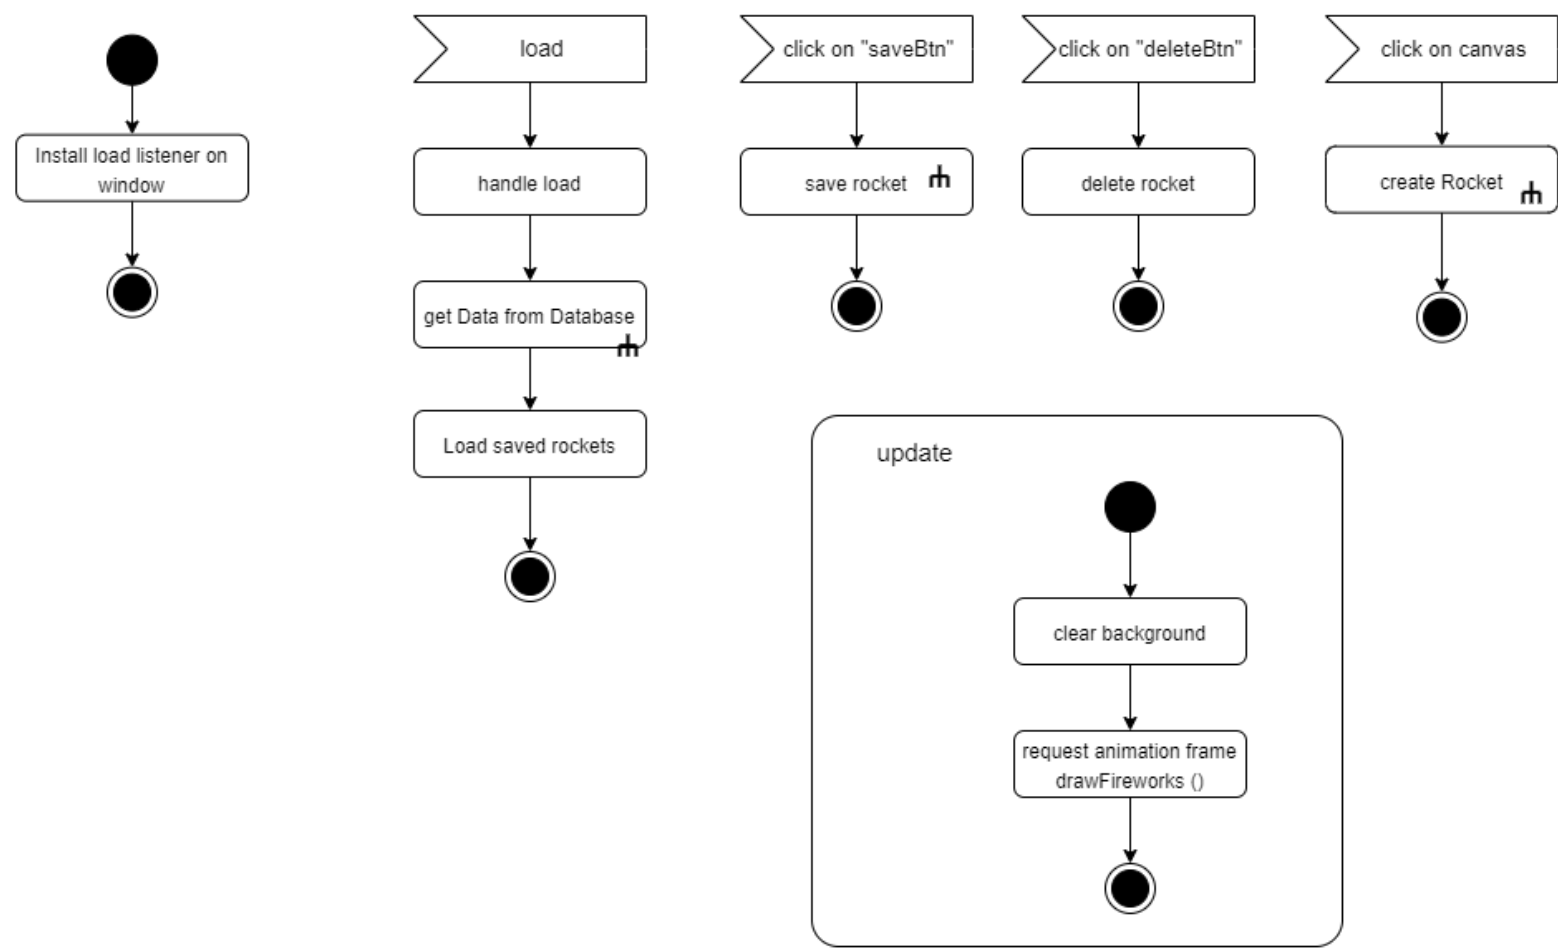 Install load listener on
window
load
handle load
get Data from Database
Load saved rockets
click on "saveBtn"
save rocket
click on "deleteBtn"
delete rocket
click on canvas
create Rocket
update
clear background
request animation frame
drawFireworks ()